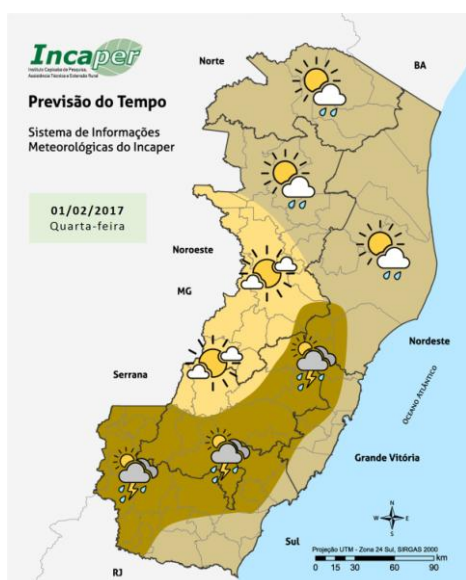 Incaper
Instituto Capixaba de Pesquisa,
Assistência Técnica e Extensão Rural
Previsão do Tempo
Sistema de Informações
Meteorológicas do Incaper
01/02/2017
Quarta-feira
Norte
BA
Noroeste
MG
Nordeste
Serrana
OCEANO ATLÂNTICO
Grande Vitória
N
W
E
S
Sul
Projeção UTM - Zona 24 Sul, SIRGAS 2000
km
0 15 30 60 90
RJ